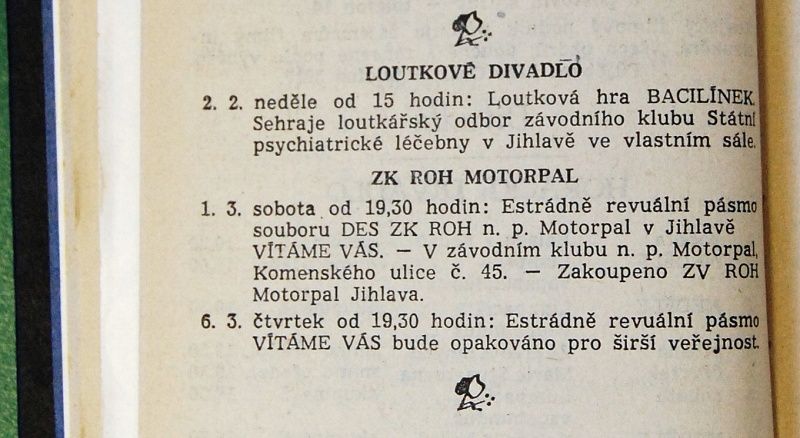 LOUTKOVÉ DIVADLO
2. 2. neděle od 15 hodin: Loutková hra BACILÍNEK.
Sehraje loutkářský odbor závodního klubu Státní
psychiatrické léčebny v Jihlavě ve vlastním sále.
ZK ROH MOTORPAL
1. 3. sobota od 19,30 hodin: Estrádně revuální pásmo
souboru DES ZK ROH n. p. Motorpal v Jihlavě
VÍTÁME VÁS. — V závodním klubu n. p. Motorpal,
Komenského ulice č. 45. — Zakoupeno ZV ROH
Motorpal Jihlava.
6. 3. čtvrtek od 19,30 hodin: Estrádně revuální pásmo
VÍTÁME VÁS bude opakováno pro širší veřejnost.